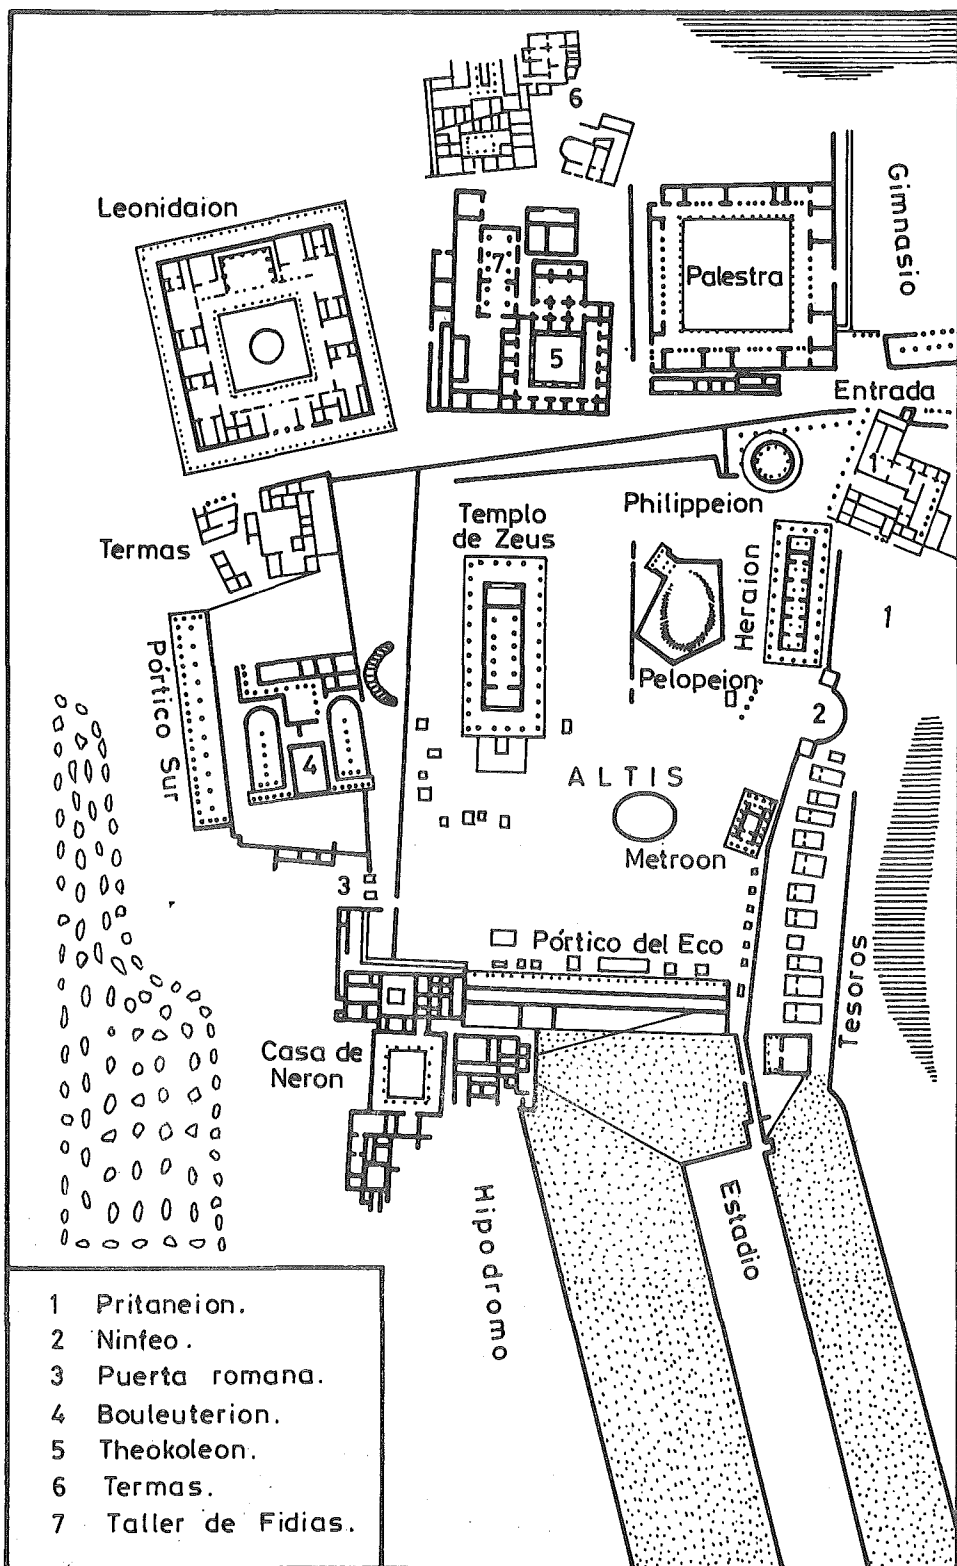 6
Leonidaion
Gimnasio
7
Palestra
5
Entrada
1
Philippeion
Templo
de Zeus
Termas
Heraion
1
Pelopeion
Pórtico Sur
2
4
ALTIS
Metroon
3
Pórtico del Eco
Tesoros
Casa de
Neron
Hipodromo
Estadio
1 Pritaneion.
2 Ninfeo.
3 Puerta romana.
4 Bouleuterion.
5 Theokoleon.
6 Termas.
7 Taller de Fidias.